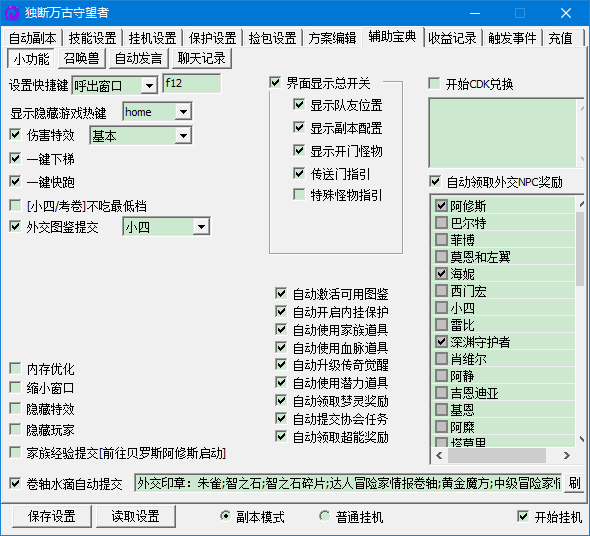 独断万古守望者
自动副本 技能设置 挂机设置 保护设置 捡包设置 方案编辑 辅助宝典 收益记录 触发事件 充值
小功能 召唤兽 自动发言 聊天记录
设置快捷键 呼出窗口 f12
显示隐藏游戏热键 home
伤害特效 基本
一键下梯
一键快跑
[小四/考卷]不吃最低档
外交图鉴提交 小四
内存优化
缩小窗口
隐藏特效
隐藏玩家
家族经验提交[前往贝罗斯阿修斯启动]
界面显示总开关
显示队友位置
显示副本配置
显示开门怪物
传送门指引
特殊怪物指引
自动激活可用图鉴
自动开启内挂保护
自动使用家族道具
自动使用血脉道具
自动升级传奇觉醒
自动使用潜力道具
自动领取梦灵奖励
自动提交协会任务
自动领取超能奖励
开始CDK兑换
自动领取外交NPC奖励
阿修斯
巴尔特
菲博
莫恩和左翼
海妮
西门宏
小四
雷比
深渊守护者
肖维尔
阿静
吉恩迪亚
基恩
阿糜
塔莫里
卷轴水滴自动提交 外交印章：朱雀;智之石;智之石碎片;达人冒险家情报卷轴;黄金魔方;中级冒险家情 刷
保存设置 读取设置 副本模式 普通挂机 开始挂机